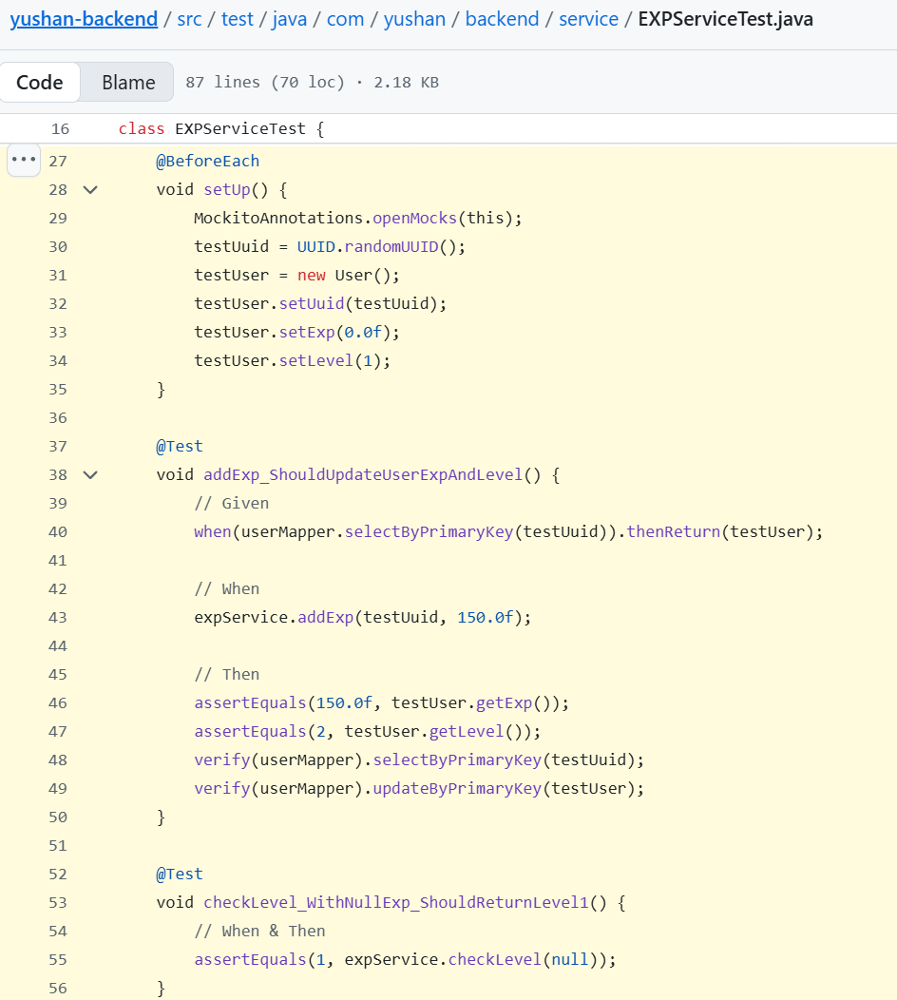 yushan-backend / src / test / java / com / yushan / backend / service / EXPServiceTest.java
Code Blame 87 lines (70 loc) · 2.18 KB
16 class EXPServiceTest {
27 @BeforeEach
28 void setUp() {
29 MockitoAnnotations.openMocks(this);
30 testUuid = UUID.randomUUID();
31 testUser = new User();
32 testUser.setUuid(testUuid);
33 testUser.setExp(0.0f);
34 testUser.setLevel(1);
35 }
36
37 @Test
38 void addExp_ShouldUpdateUserExpAndLevel() {
39 // Given
40 when(userMapper.selectByPrimaryKey(testUuid)).thenReturn(testUser);
41
42 // When
43 expService.addExp(testUuid, 150.0f);
44
45 // Then
46 assertEquals(150.0f, testUser.getExp());
47 assertEquals(2, testUser.getLevel());
48 verify(userMapper).selectByPrimaryKey(testUuid);
49 verify(userMapper).updateByPrimaryKey(testUser);
50 }
51
52 @Test
53 void checkLevel_WithNullExp_ShouldReturnLevel1() {
54 // When & Then
55 assertEquals(1, expService.checkLevel(null));
56 }